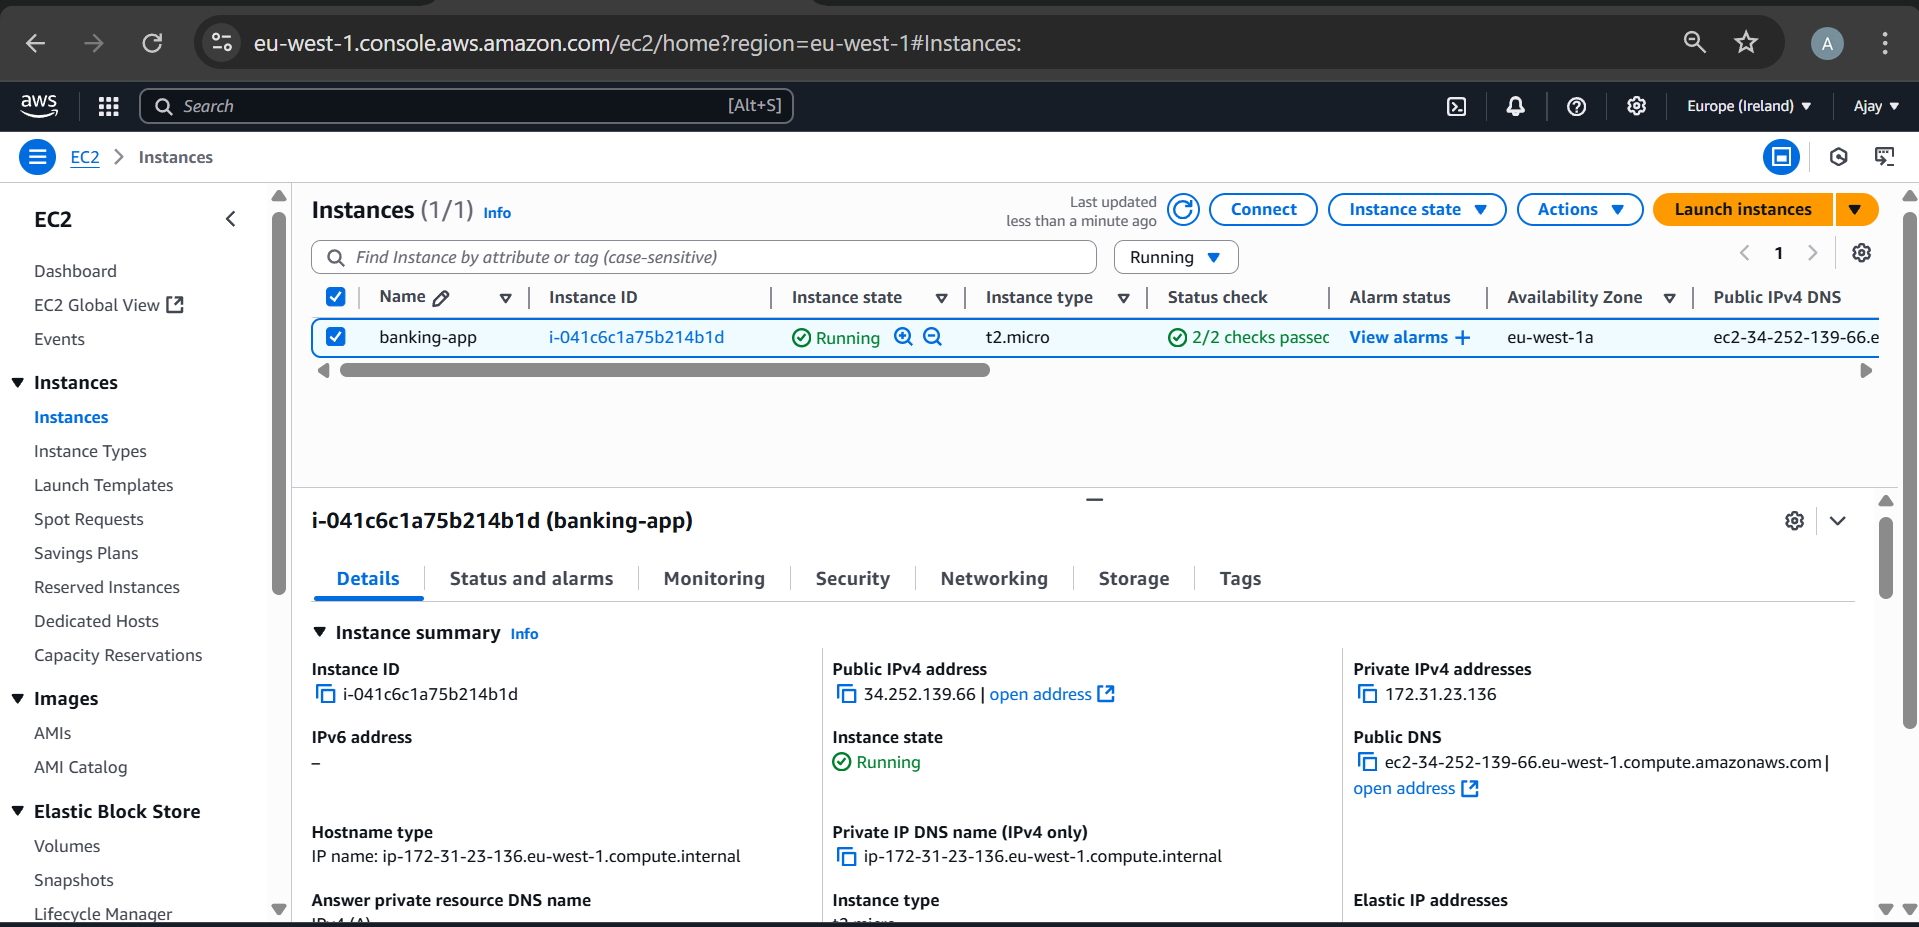 eu-west-1.console.aws.amazon.com/ec2/home?region=eu-west-1#Instances:
A
aws
Search [Alt+S]
Europe (Ireland)
Ajay
EC2 > Instances
EC2
Dashboard
EC2 Global View
Events
Instances
Instances
Instance Types
Launch Templates
Spot Requests
Savings Plans
Reserved Instances
Dedicated Hosts
Capacity Reservations
Images
AMIs
AMI Catalog
Elastic Block Store
Volumes
Snapshots
Lifecycle Manager
Instances (1/1) Info
Last updated
less than a minute ago
Connect
Instance state
Actions
Launch instances
Find Instance by attribute or tag (case-sensitive)
Running
1
Name Instance ID Instance state Instance type Status check Alarm status Availability Zone Public IPv4 DNS
banking-app i-041c6c1a75b214b1d Running t2.micro 2/2 checks passed View alarms + eu-west-1a ec2-34-252-139-66.e
i-041c6c1a75b214b1d (banking-app)
Details Status and alarms Monitoring Security Networking Storage Tags
Instance summary Info
Instance ID
i-041c6c1a75b214b1d
Public IPv4 address
34.252.139.66 | open address
Private IPv4 addresses
172.31.23.136
IPv6 address
–
Instance state
Running
Public DNS
ec2-34-252-139-66.eu-west-1.compute.amazonaws.com |
open address
Hostname type
IP name: ip-172-31-23-136.eu-west-1.compute.internal
Private IP DNS name (IPv4 only)
ip-172-31-23-136.eu-west-1.compute.internal
Answer private resource DNS name
IPv4 (A)
Instance type
t2.micro
Elastic IP addresses